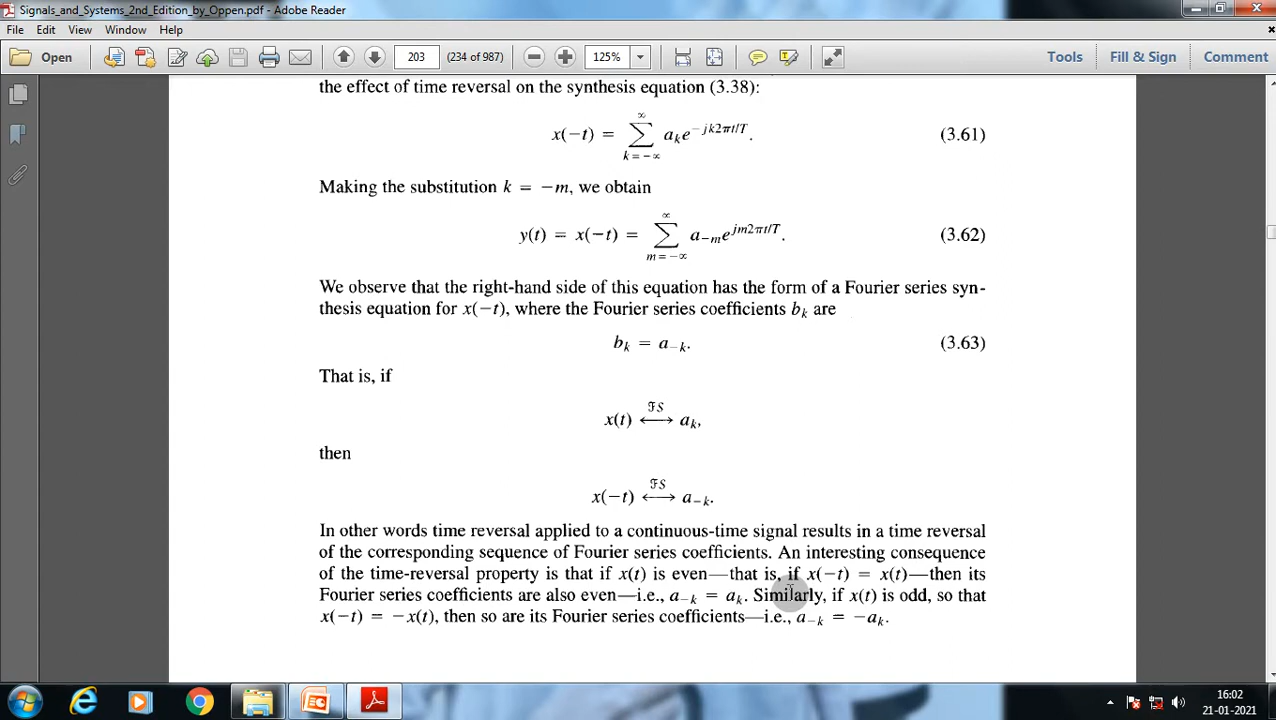 Signals_and_Systems_2nd_Edition_by_Oppen.pdf - Adobe Reader
File Edit View Window Help
Open 203 (234 of 987) 125% Tools Fill & Sign Comment
the effect of time reversal on the synthesis equation (3.38):
x(−t) = ∑_{k=−∞}^{∞} a_k e^{−jk2πt/T}. (3.61)
Making the substitution k = −m, we obtain
y(t) = x(−t) = ∑_{m=−∞}^{∞} a_{−m} e^{jm2πt/T}. (3.62)
We observe that the right-hand side of this equation has the form of a Fourier series syn-
thesis equation for x(−t), where the Fourier series coefficients b_k are
b_k = a_{−k}. (3.63)
That is, if
x(t) ⟷^{ℱS} a_k,
then
x(−t) ⟷^{ℱS} a_{−k}.
In other words time reversal applied to a continuous-time signal results in a time reversal
of the corresponding sequence of Fourier series coefficients. An interesting consequence
of the time-reversal property is that if x(t) is even—that is, if x(−t) = x(t)—then its
Fourier series coefficients are also even—i.e., a_{−k} = a_k. Similarly, if x(t) is odd, so that
x(−t) = −x(t), then so are its Fourier series coefficients—i.e., a_{−k} = −a_k.
16:02
21-01-2021